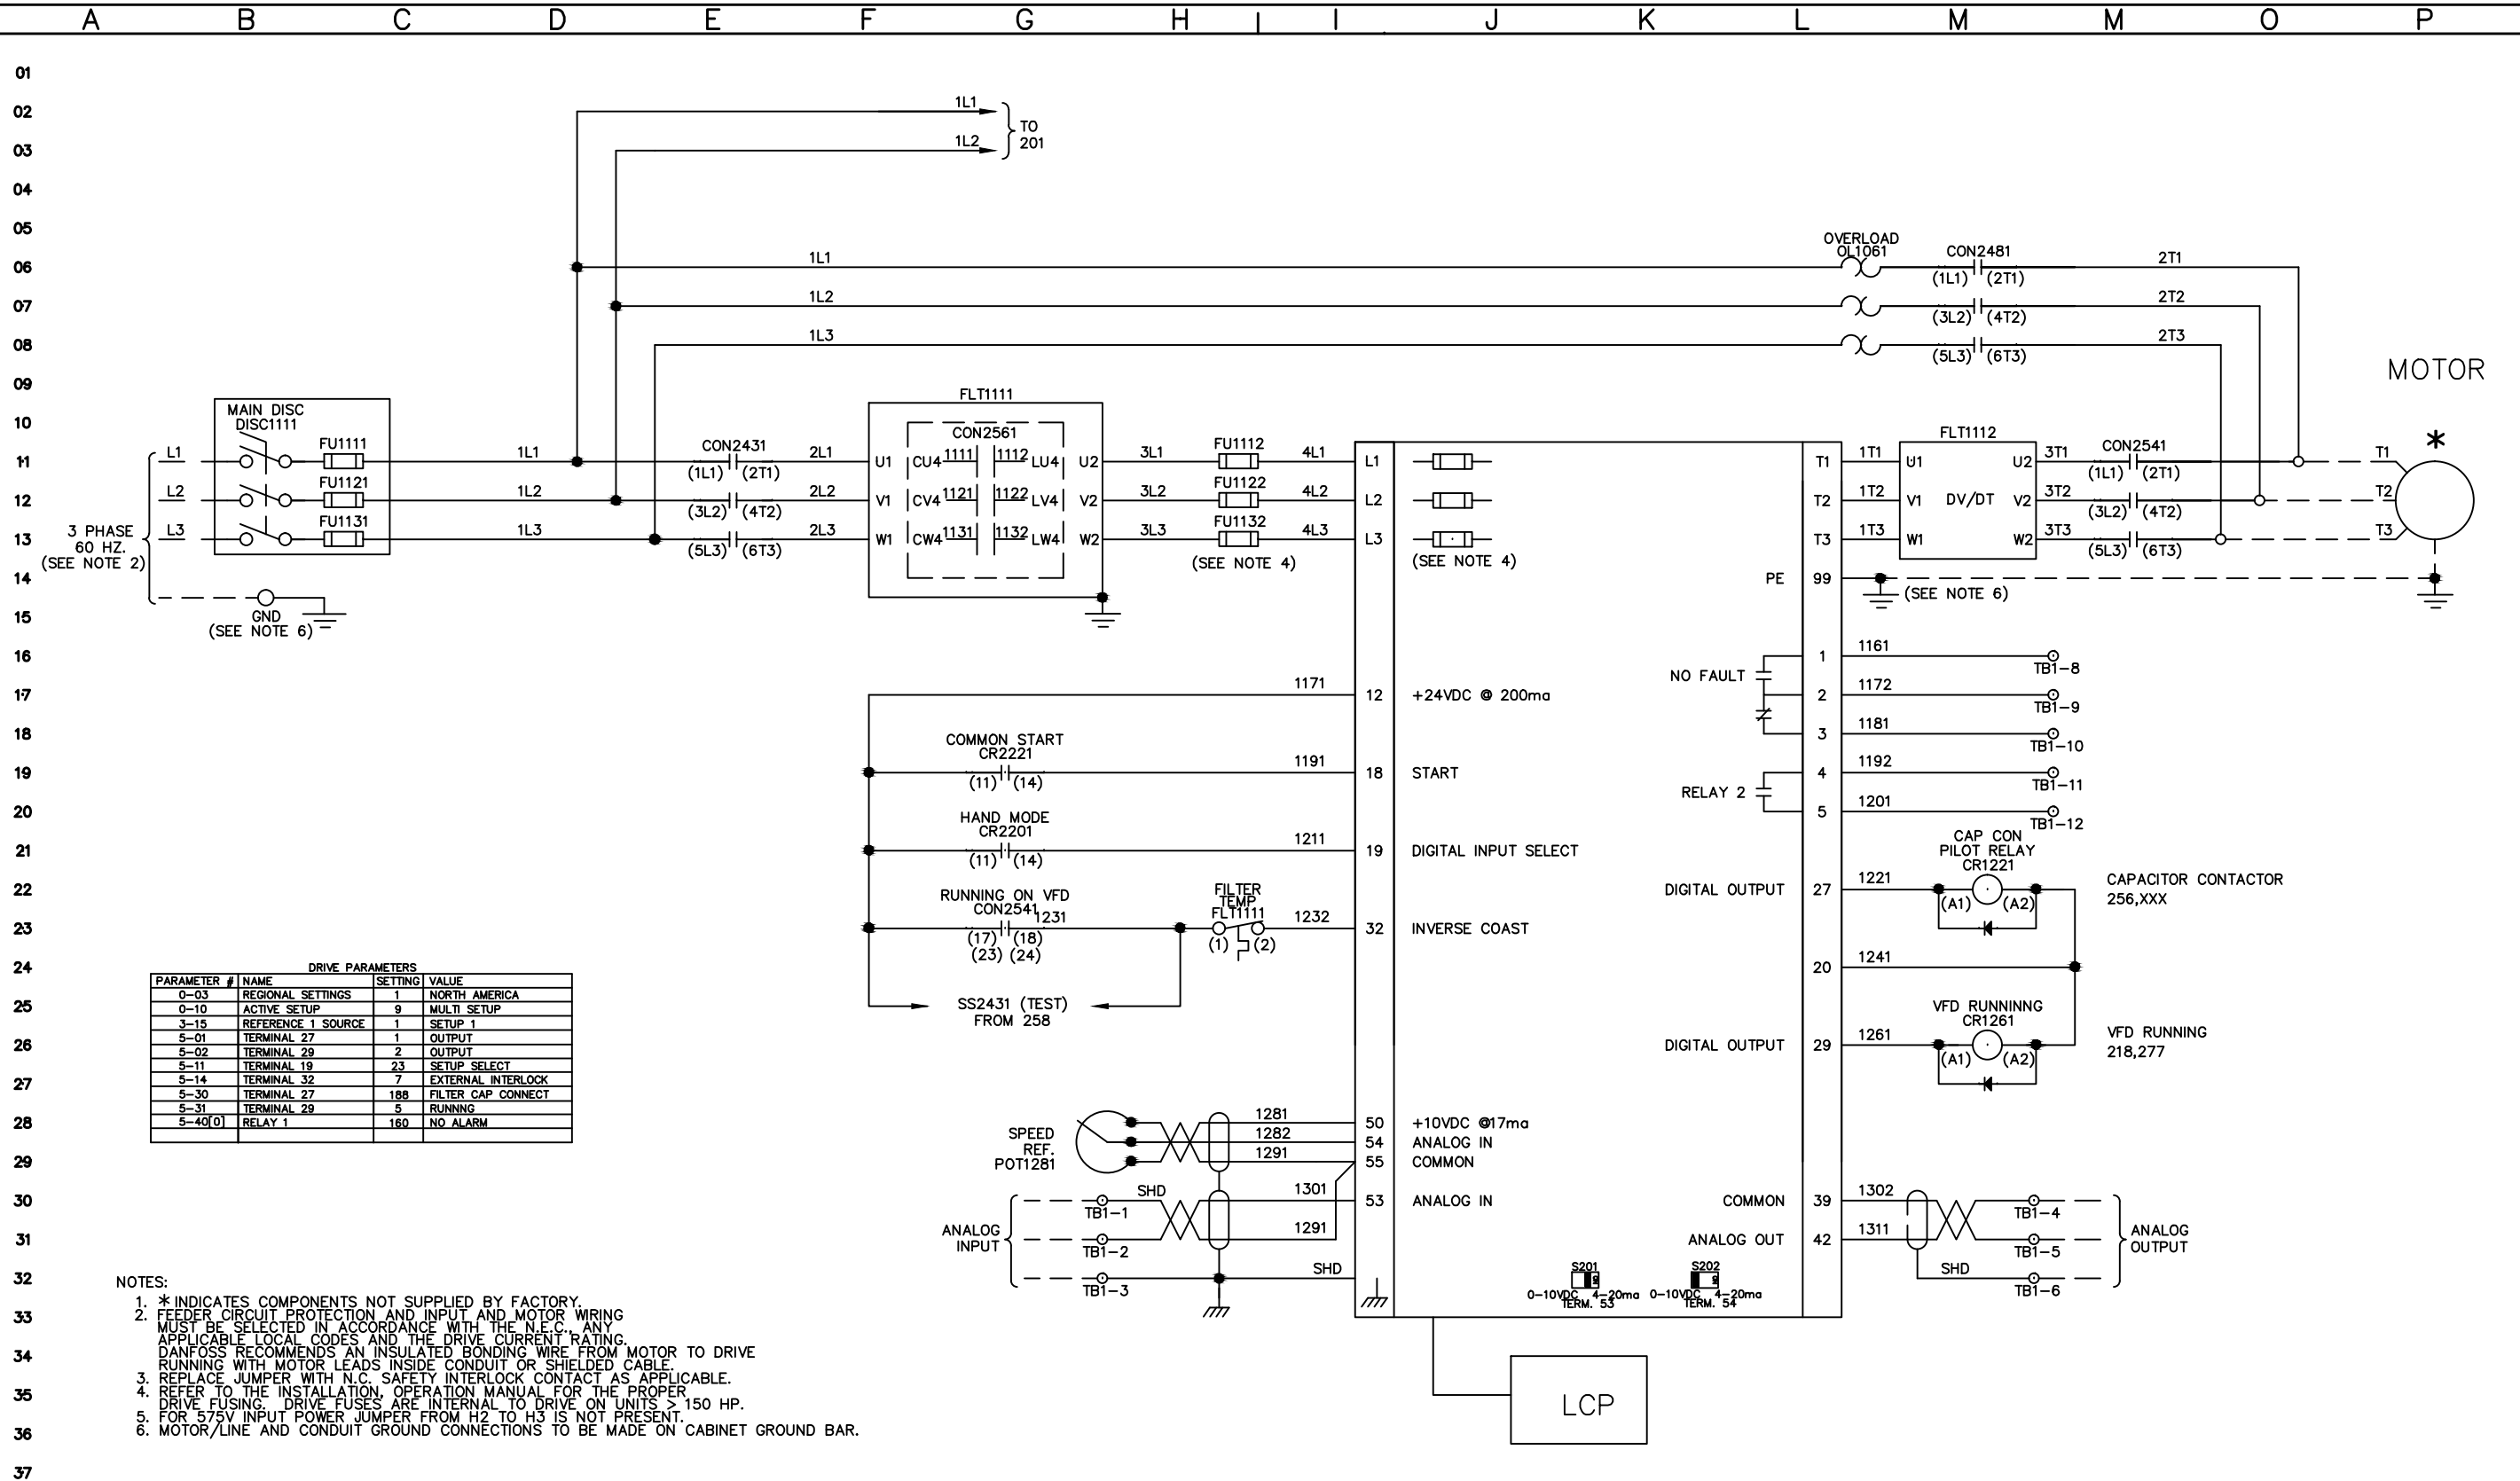 A B C D E F G H I J K L M M O P
01
02
03
04
05
06
07
08
09
10
11
12
13
14
15
16
17
18
19
20
21
22
23
24
25
26
27
28
29
30
31
32
33
34
35
36
37
1L1
1L2
TO
201
1L1
1L2
1L3
OVERLOAD
OL1061
CON2481
(1L1) (2T1)
(3L2) (4T2)
(5L3) (6T3)
2T1
2T2
2T3
MOTOR
*
MAIN DISC
DISC1111
L1
L2
L3
FU1111
FU1121
FU1131
3 PHASE
60 HZ.
(SEE NOTE 2)
GND
(SEE NOTE 6)
1L1
1L2
1L3
CON2431
(1L1) (2T1)
(3L2) (4T2)
(5L3) (6T3)
2L1
2L2
2L3
FLT1111
CON2561
U1 CU4 1111 1112 LU4 U2
V1 CV4 1121 1122 LV4 V2
W1 CW4 1131 1132 LW4 W2
3L1
3L2
3L3
FU1112
FU1122
FU1132
(SEE NOTE 4)
4L1
4L2
4L3
L1
L2
L3
(SEE NOTE 4)
T1
T2
T3
PE 99
1T1
1T2
1T3
FLT1112
U1 U2
V1 DV/DT V2
W1 W2
3T1
3T2
3T3
CON2541
(1L1) (2T1)
(3L2) (4T2)
(5L3) (6T3)
T1
T2
T3
(SEE NOTE 6)
NO FAULT
1 1161 TB1-8
2 1172 TB1-9
3 1181 TB1-10
RELAY 2
4 1192 TB1-11
5 1201 TB1-12
1171 12 +24VDC @ 200ma
COMMON START
CR2221
(11) (14)
1191 18 START
HAND MODE
CR2201
(11) (14)
1211 19 DIGITAL INPUT SELECT
RUNNING ON VFD
CON2541
1231
(17) (18)
(23) (24)
FILTER
TEMP
FLT1111
(1) (2)
1232 32 INVERSE COAST
SS2431 (TEST)
FROM 258
CAP CON
PILOT RELAY
CR1221
DIGITAL OUTPUT 27 1221
(A1) (A2)
CAPACITOR CONTACTOR
256,XXX
20 1241
VFD RUNNINNG
CR1261
DIGITAL OUTPUT 29 1261
(A1) (A2)
VFD RUNNING
218,277
DRIVE PARAMETERS
PARAMETER # NAME SETTING VALUE
0-03 REGIONAL SETTINGS 1 NORTH AMERICA
0-10 ACTIVE SETUP 9 MULTI SETUP
3-15 REFERENCE 1 SOURCE 1 SETUP 1
5-01 TERMINAL 27 1 OUTPUT
5-02 TERMINAL 29 2 OUTPUT
5-11 TERMINAL 19 23 SETUP SELECT
5-14 TERMINAL 32 7 EXTERNAL INTERLOCK
5-30 TERMINAL 27 188 FILTER CAP CONNECT
5-31 TERMINAL 29 5 RUNNNG
5-40[0] RELAY 1 160 NO ALARM
SPEED
REF.
POT1281
1281 50 +10VDC @17ma
1282 54 ANALOG IN
1291 55 COMMON
SHD
1301 53 ANALOG IN
1291
SHD
ANALOG
INPUT
TB1-1
TB1-2
TB1-3
COMMON 39 1302
ANALOG OUT 42 1311
SHD
TB1-4
TB1-5
TB1-6
ANALOG
OUTPUT
S201
0-10VDC 4-20ma
TERM. 53
S202
0-10VDC 4-20ma
TERM. 54
LCP
NOTES:
1. * INDICATES COMPONENTS NOT SUPPLIED BY FACTORY.
2. FEEDER CIRCUIT PROTECTION AND INPUT AND MOTOR WIRING
MUST BE SELECTED IN ACCORDANCE WITH THE N.E.C., ANY
APPLICABLE LOCAL CODES AND THE DRIVE CURRENT RATING.
DANFOSS RECOMMENDS AN INSULATED BONDING WIRE FROM MOTOR TO DRIVE
RUNNING WITH MOTOR LEADS INSIDE CONDUIT OR SHIELDED CABLE.
3. REPLACE JUMPER WITH N.C. SAFETY INTERLOCK CONTACT AS APPLICABLE.
4. REFER TO THE INSTALLATION, OPERATION MANUAL FOR THE PROPER
DRIVE FUSING. DRIVE FUSES ARE INTERNAL TO DRIVE ON UNITS > 150 HP.
5. FOR 575V INPUT POWER JUMPER FROM H2 TO H3 IS NOT PRESENT.
6. MOTOR/LINE AND CONDUIT GROUND CONNECTIONS TO BE MADE ON CABINET GROUND BAR.